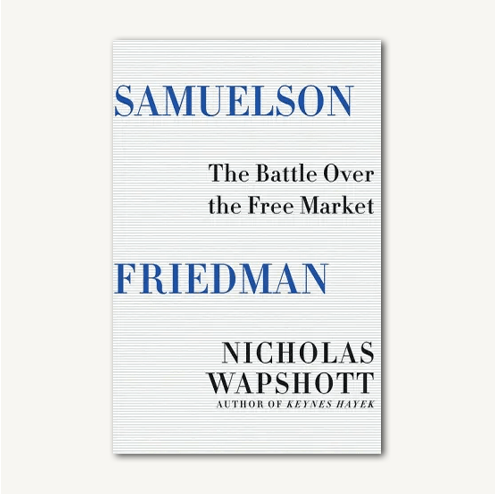 SAMUELSON
The Battle Over
the Free Market
FRIEDMAN
NICHOLAS
WAPSHOTT
AUTHOR OF KEYNES HAYEK